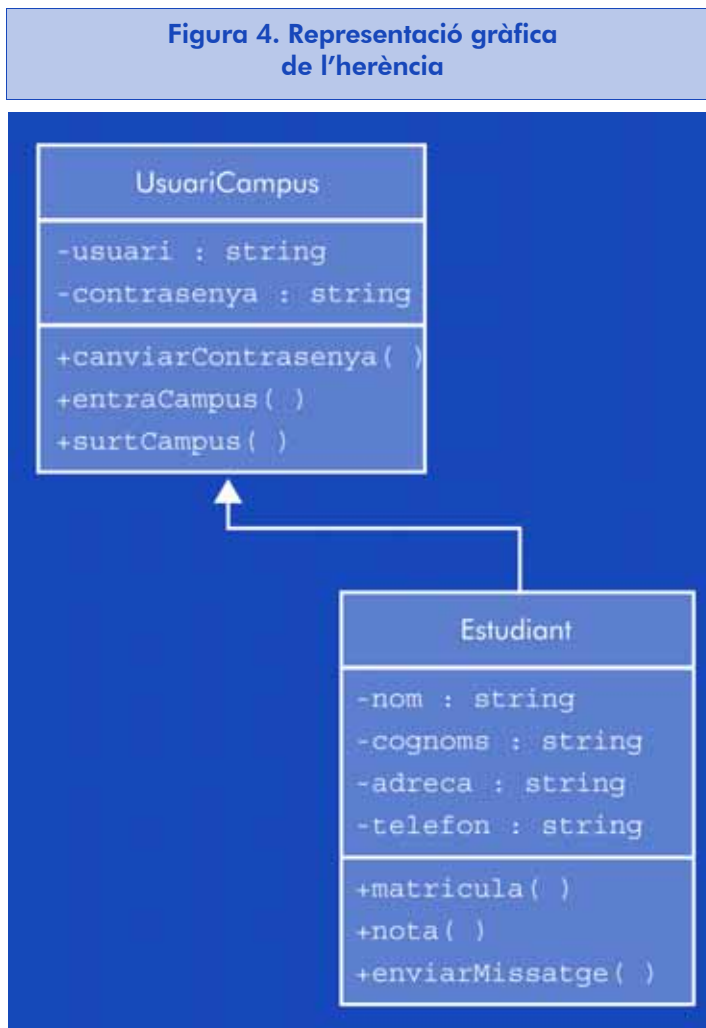 Figura 4. Representació gràfica
de l'herència
UsuariCampus
-usuari : string
-contrasenya : string
+canviarContrasenya( )
+entraCampus( )
+surtCampus( )
Estudiant
-nom : string
-cognoms : string
-adreca : string
-telefon : string
+matricula( )
+nota( )
+enviarMissatge( )